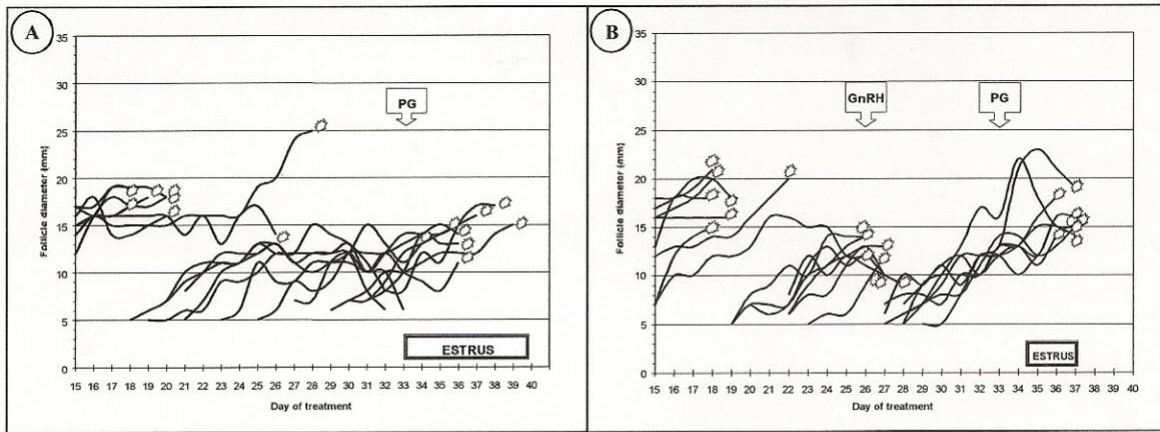 A
35
30
25
20
15
10
5
0
Follicle diameter (mm)
PG
ESTRUS
15 16 17 18 19 20 21 22 23 24 25 26 27 28 29 30 31 32 33 34 35 36 37 38 39 40
Day of treatment
B
35
30
25
20
15
10
5
0
Follicle diameter (mm)
GnRH
PG
ESTRUS
15 16 17 18 19 20 21 22 23 24 25 26 27 28 29 30 31 32 33 34 35 36 37 38 39 40
Day of treatment